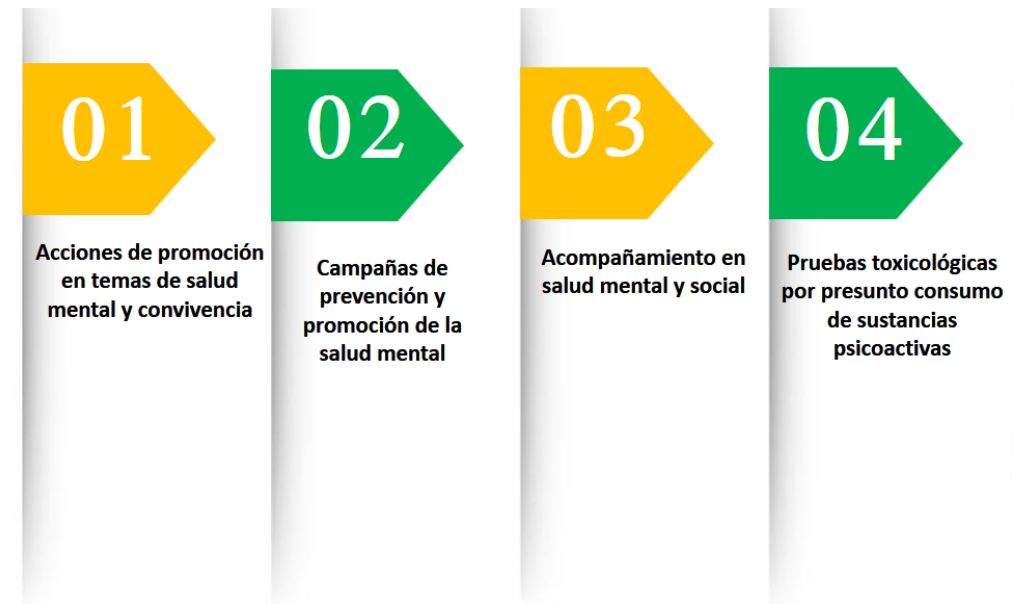 01
Acciones de promoción
en temas de salud
mental y convivencia
02
Campañas de
prevención y
promoción de la
salud mental
03
Acompañamiento en
salud mental y social
04
Pruebas toxicológicas
por presunto consumo
de sustancias
psicoactivas